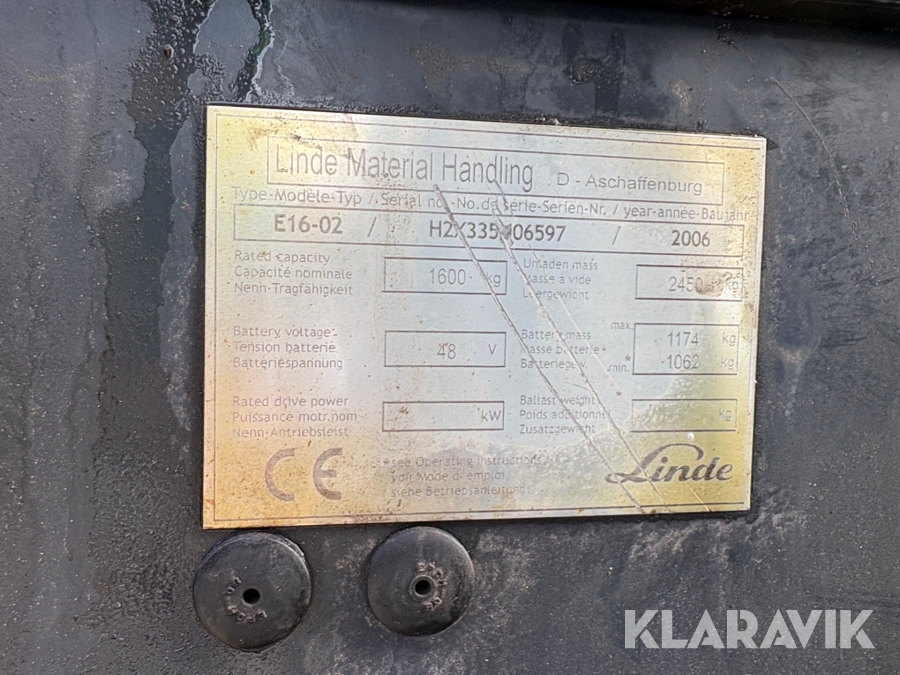 Linde Material Handling D - Aschaffenburg
Type-Modèle-Typ / Serial no.-No.de série-Serien-Nr. / year-année-Baujahr
E16-02 / H2X335 06597 / 2006
Rated capacity
Capacité nominale
Nenn-Tragfähigkeit
1600 kg
Unladen mass
Masse à vide
Leergewicht
2450 kg
Battery voltage
Tension batterie
Batteriespannung
48 V
Battery mass
Masse batterie
Batteriegew.
max. 1174 kg
* min. 1062 kg
Rated drive power
Puissance motr.nom
Nenn-Antriebsleist
kW
Ballast weight
Poids additionnel
Zusatzgewicht
kg
CE
*see Operating instructions
voir Mode d-emploi
siehe Betriebsanleitung
Linde
KLARAVIK